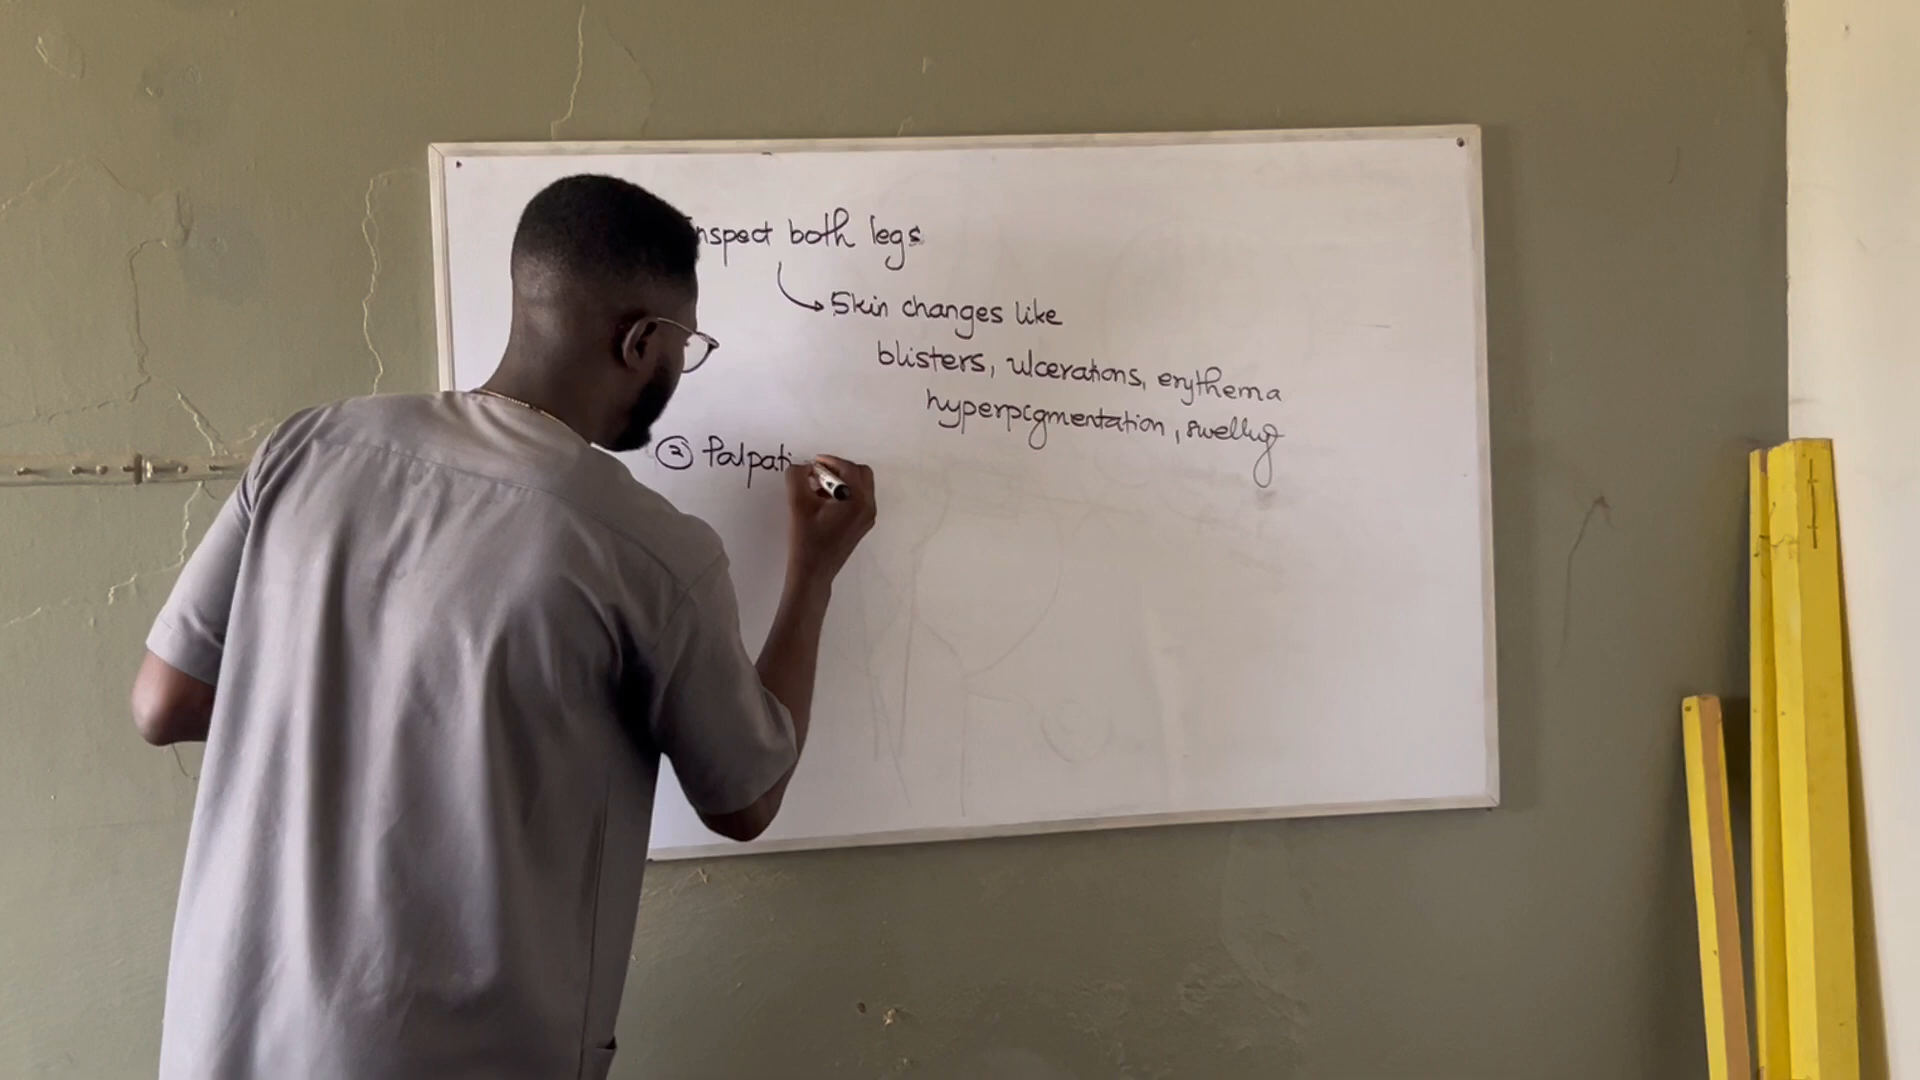 nspect both legs
Skin changes like
blisters, ulcerations, erythema
hyperpigmentation, swelling
② Palpati